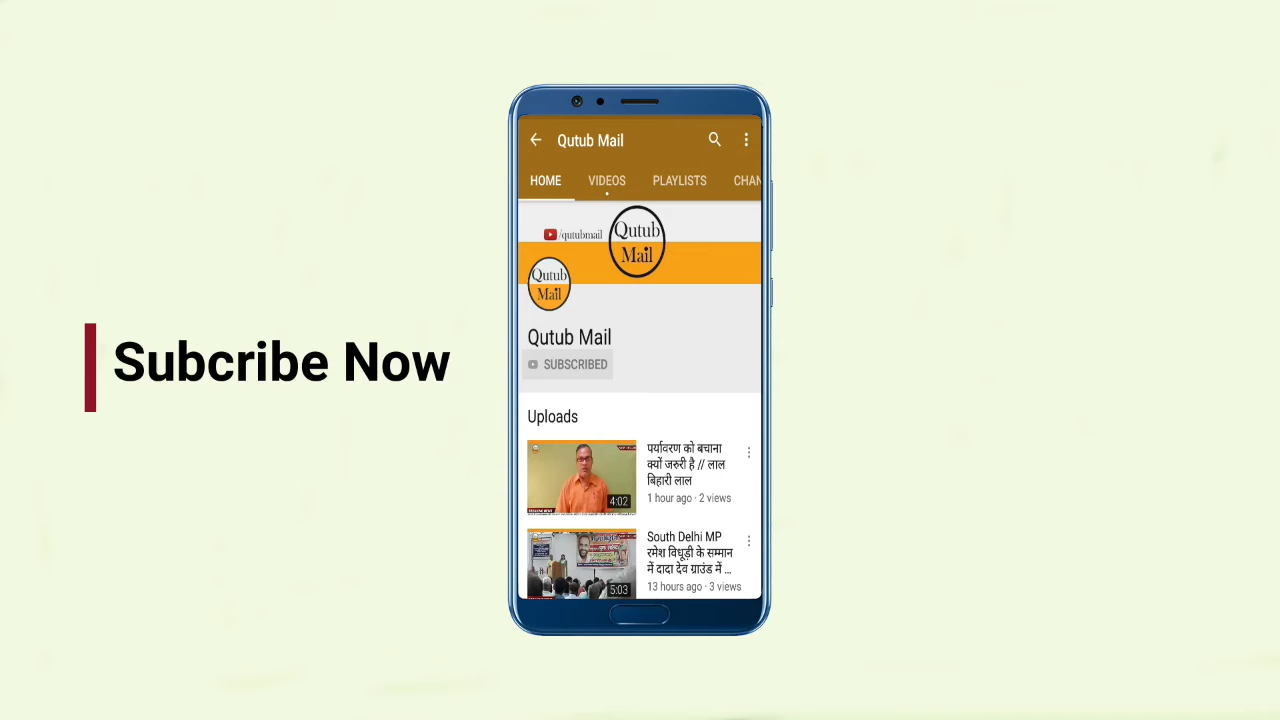 Subcribe Now
Qutub Mail
HOME VIDEOS PLAYLISTS CHAN
/qutubmail
Qutub
Mail
Qutub
Mail
Qutub Mail
SUBSCRIBED
Uploads
पर्यावरण को बचाना
क्यों जरुरी है // लाल
बिहारी लाल
1 hour ago · 2 views
4:02
South Delhi MP
रमेश विधूड़ी के सम्मान
में दादा देव ग्राउंड में ...
13 hours ago · 3 views
5:03